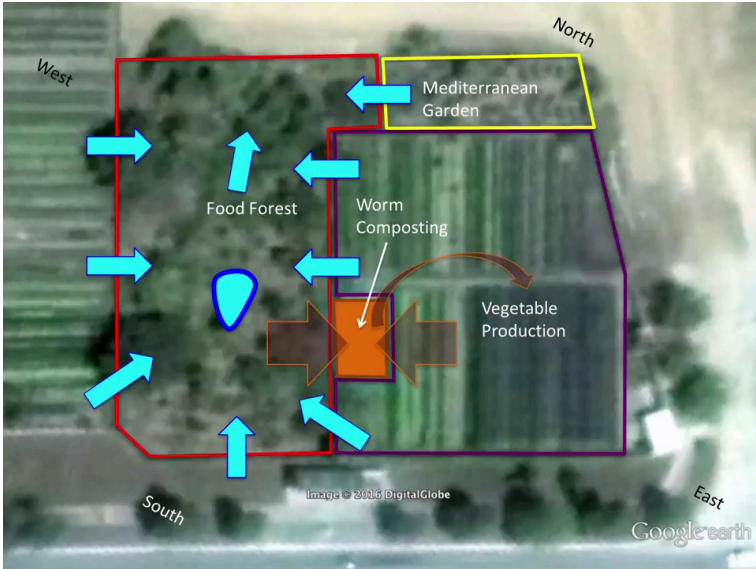 North
West
Mediterranean
Garden
Food Forest
Worm
Composting
Vegetable
Production
Image © 2016 DigitalGlobe
South
East
Google earth